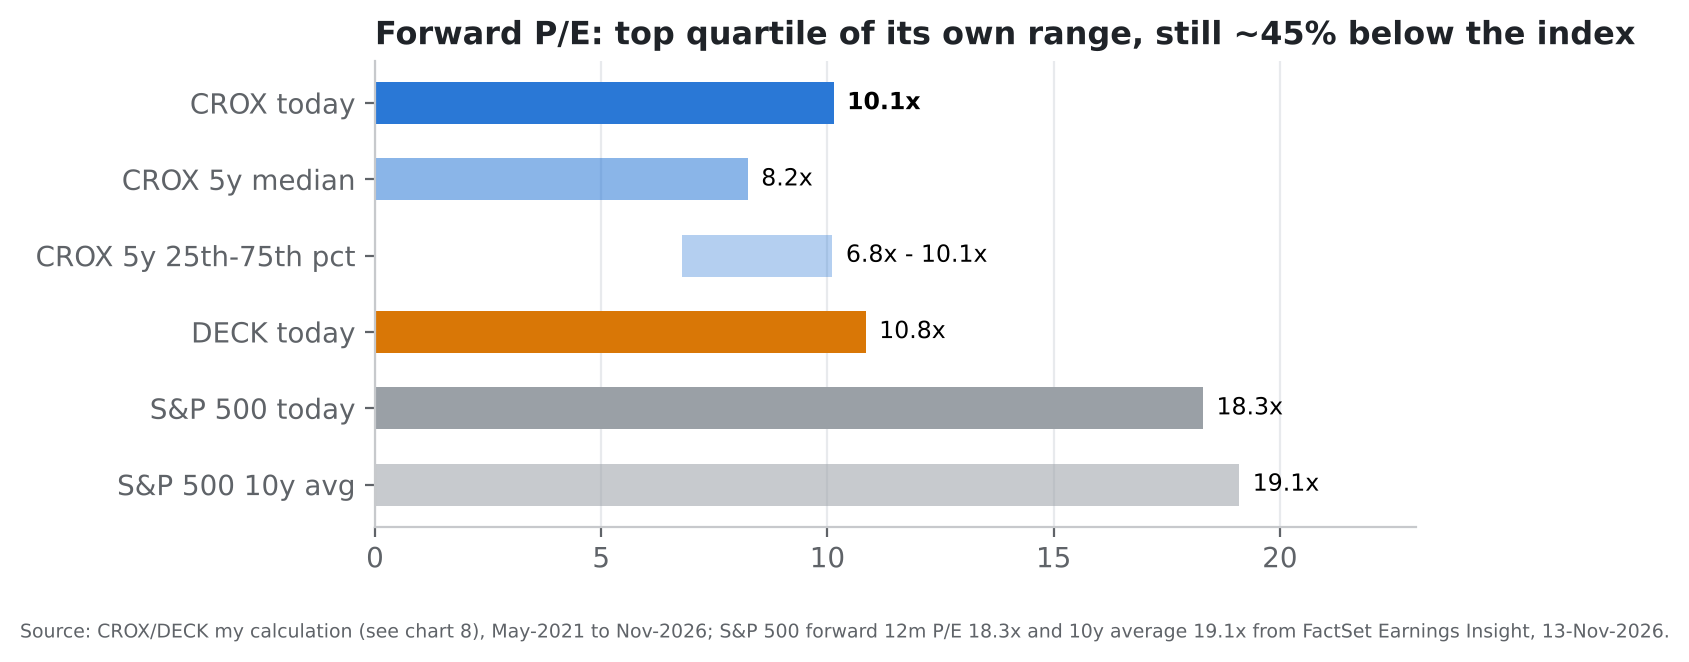 Forward P/E: top quartile of its own range, still ~45% below the index
CROX today
10.1x
CROX 5y median
8.2x
CROX 5y 25th-75th pct
6.8x - 10.1x
DECK today
10.8x
S&P 500 today
18.3x
S&P 500 10y avg
19.1x
0 5 10 15 20
Source: CROX/DECK my calculation (see chart 8), May-2021 to Nov-2026; S&P 500 forward 12m P/E 18.3x and 10y average 19.1x from FactSet Earnings Insight, 13-Nov-2026.